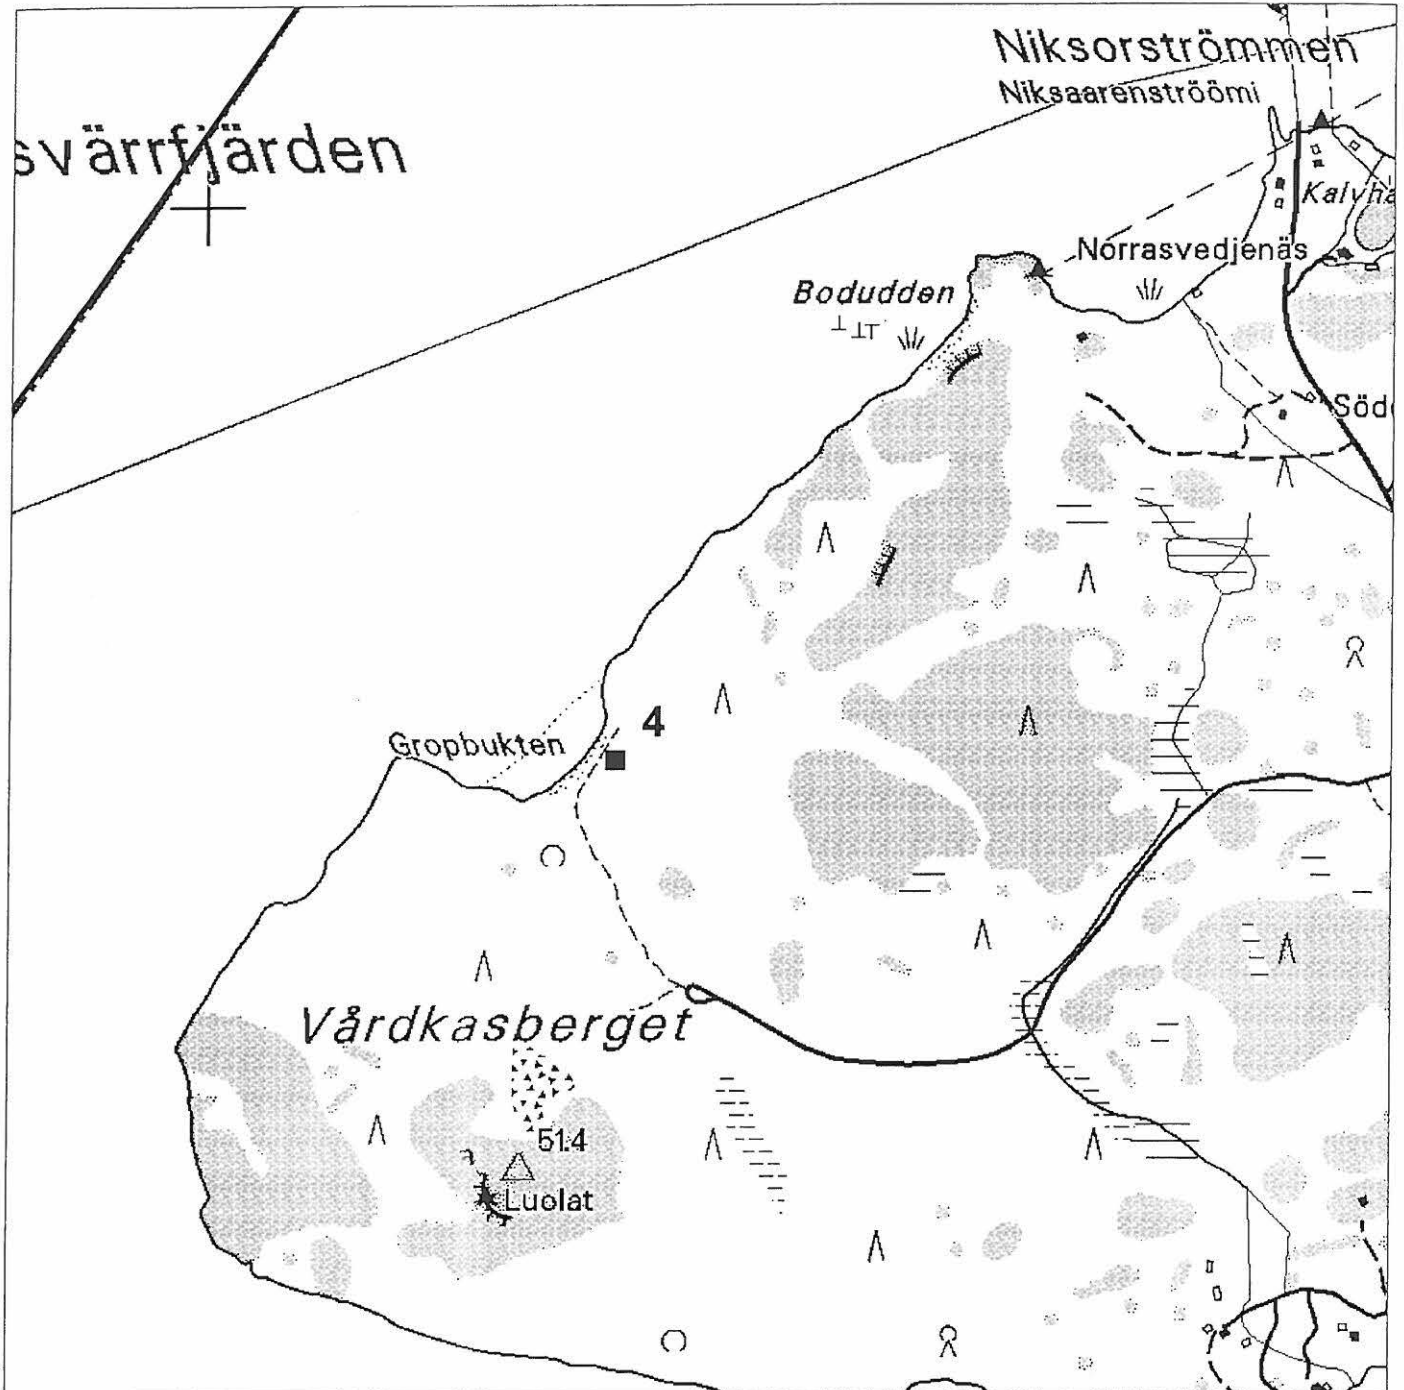 Niksorströmmen
Niksaarenströömi
svärrfjärden
Kalvha
Norrasvedjenäs
Bodudden
Söd
4
Gropbukten
Vårdkasberget
51.4
Luolat